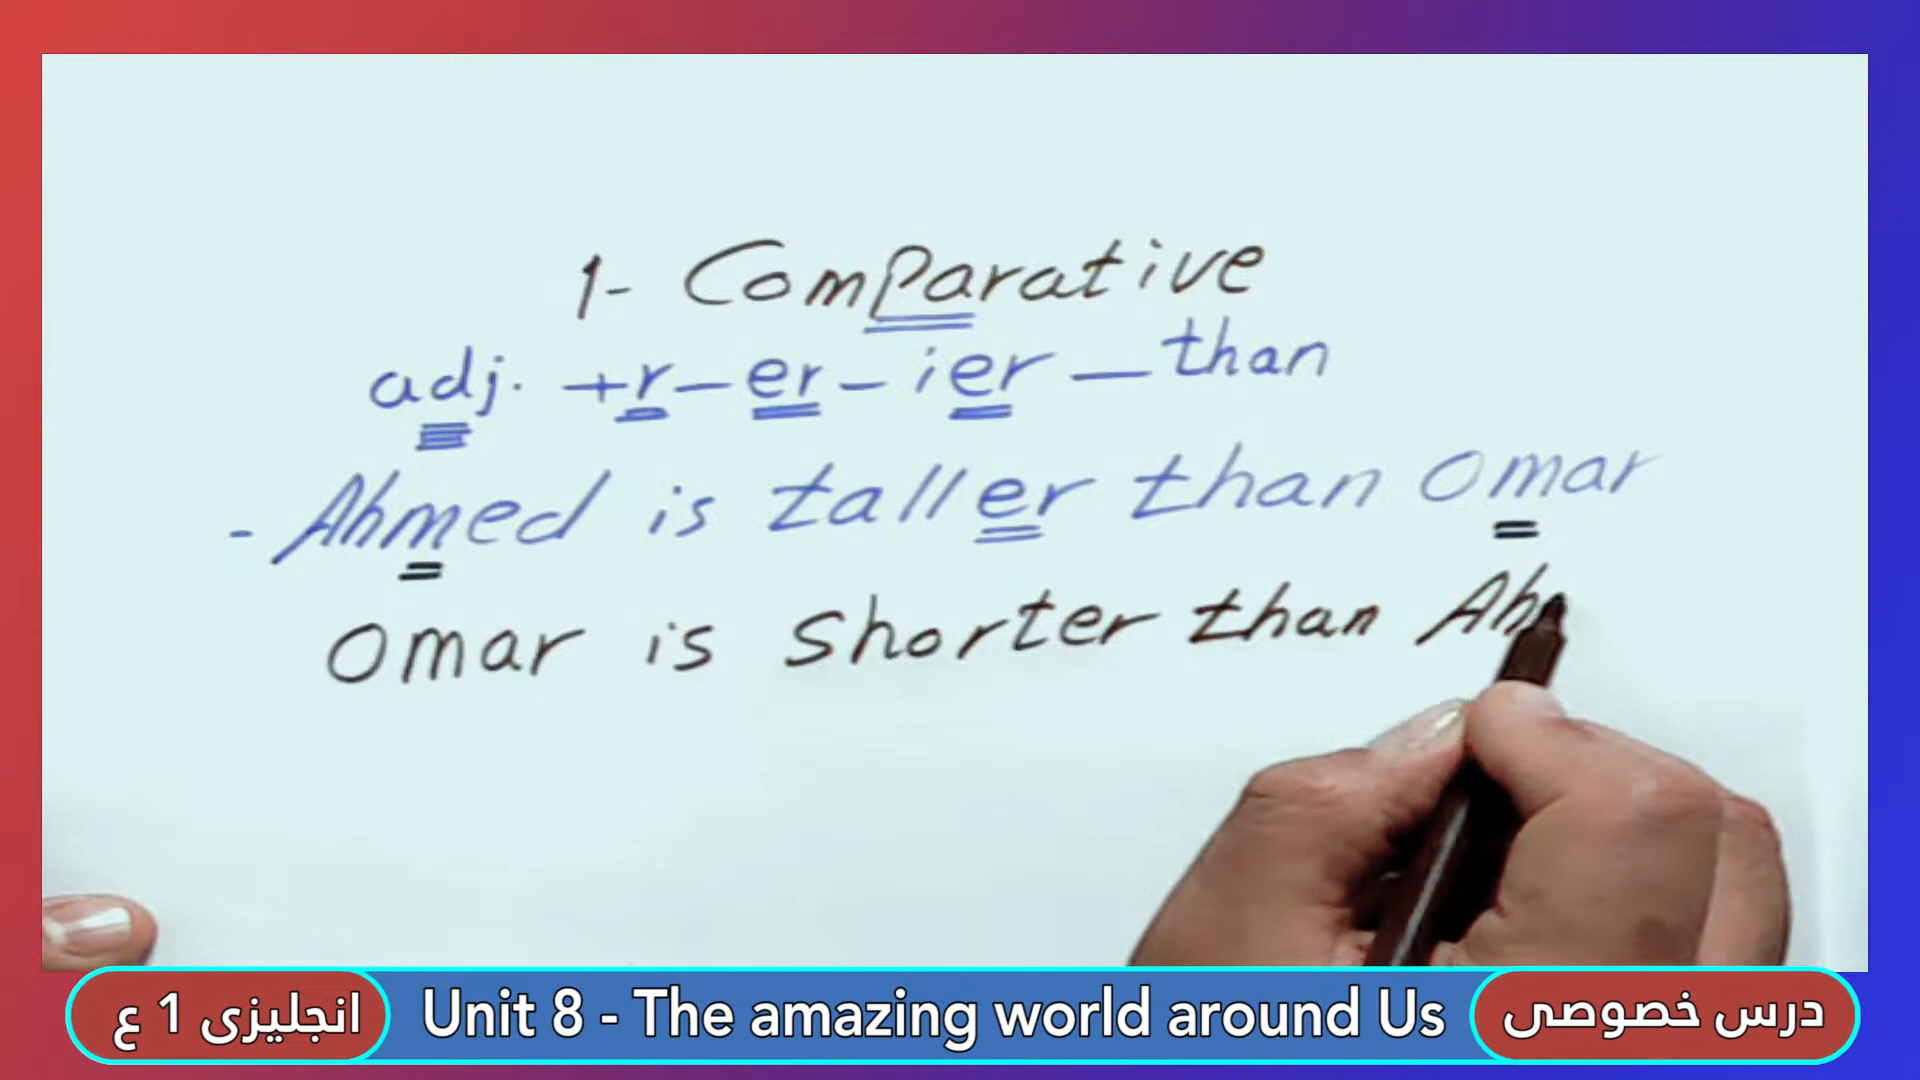 1- Comparative
adj. +r - er - ier - than
- Ahmed is taller than Omar
Omar is shorter than Ah
انجليزى 1 ع
Unit 8 - The amazing world around Us
درس خصوصى